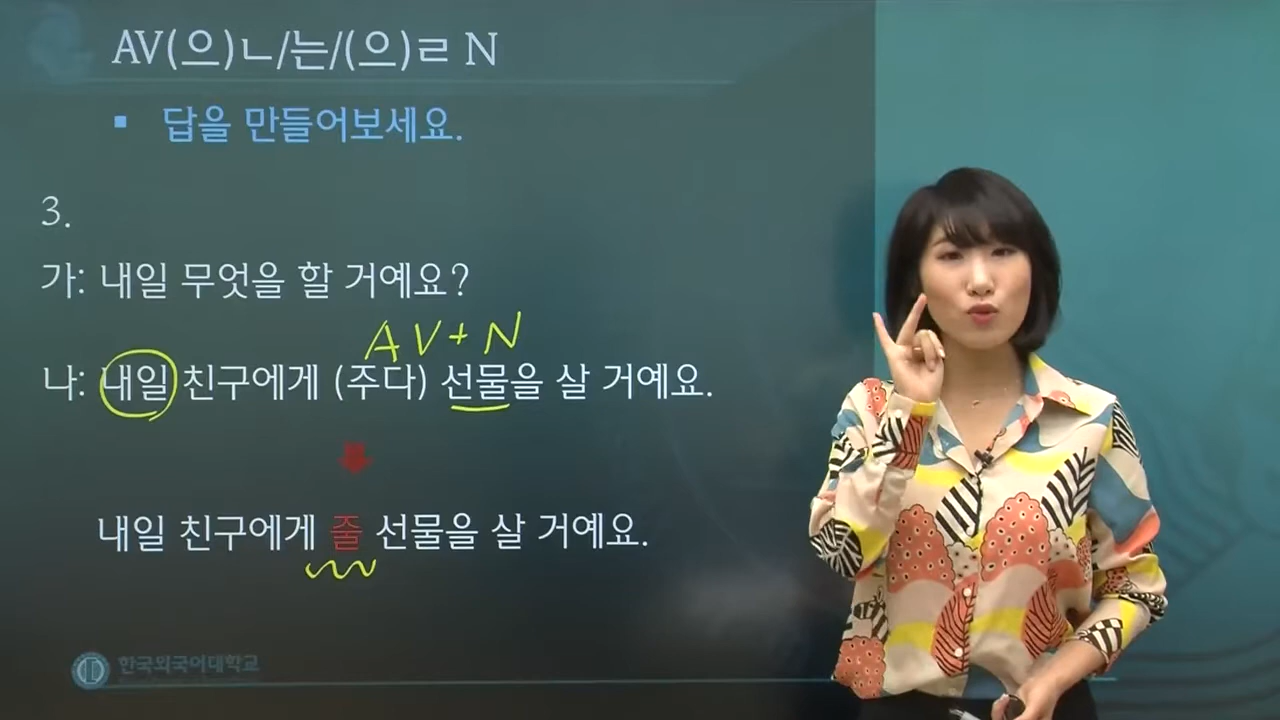 AV(으)ㄴ/는/(으)ㄹ N
▪ 답을 만들어보세요.
3.
가: 내일 무엇을 할 거예요?
AV+N
나: 내일 친구에게 (주다) 선물을 살 거예요.
내일 친구에게 줄 선물을 살 거예요.
한국외국어대학교